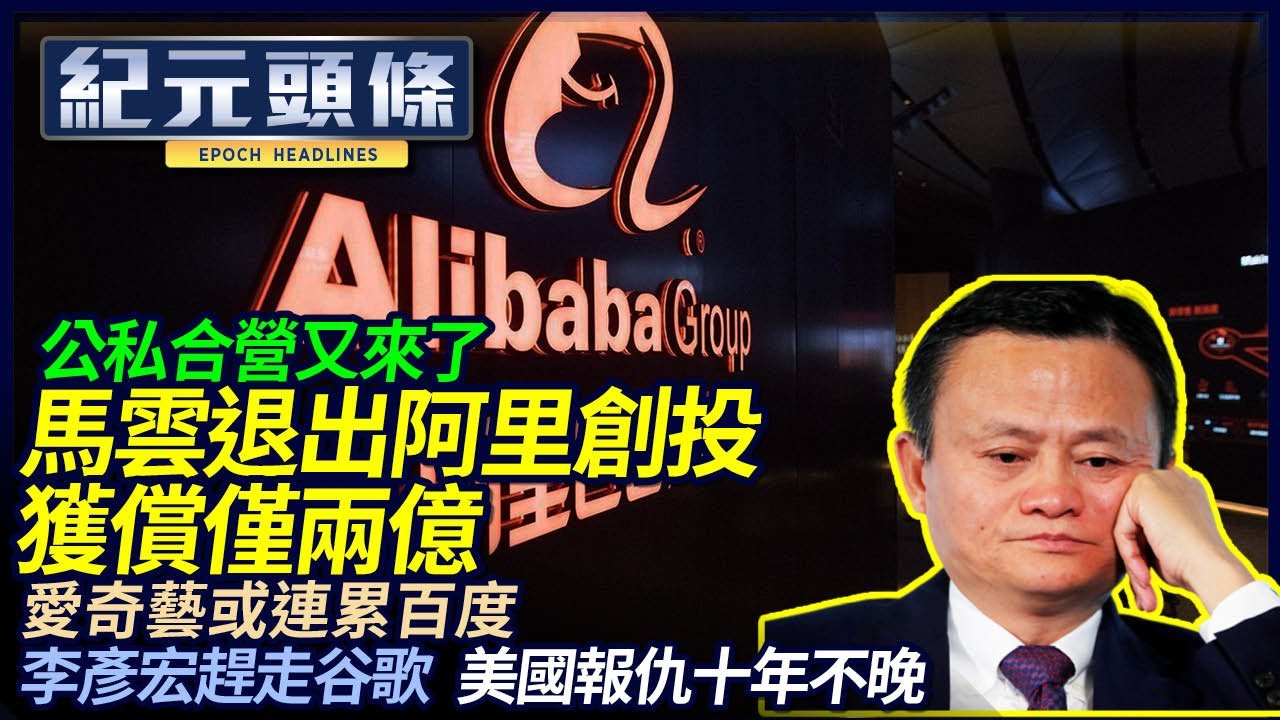 紀元頭條
EPOCH HEADLINES
Alibaba Group
公私合營又來了
馬雲退出阿里創投
獲償僅兩億
愛奇藝或連累百度
李彥宏趕走谷歌 美國報仇十年不晚